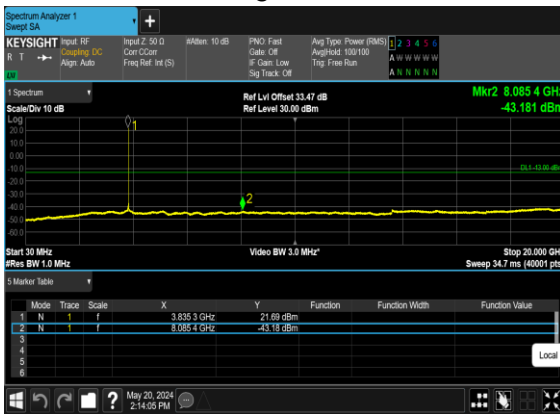 Spectrum Analyzer 1
Swept SA
+
KEYSIGHT Input: RF Input Z: 50 Ω #Atten: 10 dB PNO: Fast Avg Type: Power (RMS) 1 2 3 4 5 6
R T Coupling: DC Corr CCorr Gate: Off Avg|Hold: 100/100 A W W W W W
Align: Auto Freq Ref: Int (S) IF Gain: Low Trig: Free Run
LV Sig Track: Off A N N N N N
1 Spectrum Ref Lvl Offset 33.47 dB Mkr2 8.085 4 GHz
Scale/Div 10 dB Ref Level 30.00 dBm -43.181 dBm
Log
20.0
10.0
0.00
-10.0
DL1 -13.00 dBm
-20.0
-30.0
-40.0
-50.0
-60.0
1
2
Start 30 MHz Video BW 3.0 MHz* Stop 20.000 GH
#Res BW 1.0 MHz Sweep 34.7 ms (40001 pts
5 Marker Table
Mode Trace Scale X Y Function Function Width Function Value
1 N 1 f 3.835 3 GHz 21.69 dBm
2 N 1 f 8.085 4 GHz -43.18 dBm
3
4
5
6
Local
? May 20, 2024
2:14:05 PM